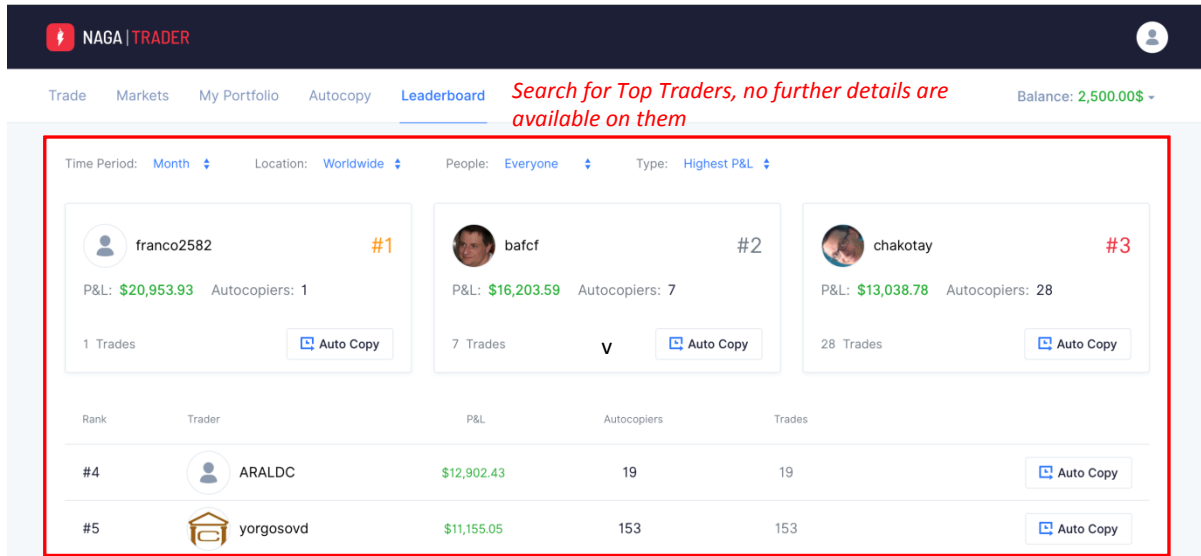 NAGA | TRADER
Trade Markets My Portfolio Autocopy Leaderboard Search for Top Traders, no further details are Balance: 2,500.00$
available on them
Time Period: Month Location: Worldwide People: Everyone Type: Highest P&L
franco2582 #1 bafcf #2 chakotay #3
P&L: $20,953.93 Autocopiers: 1 P&L: $16,203.59 Autocopiers: 7 P&L: $13,038.78 Autocopiers: 28
1 Trades Auto Copy 7 Trades v Auto Copy 28 Trades Auto Copy
Rank Trader P&L Autocopiers Trades
#4 ARALDC $12,902.43 19 19 Auto Copy
#5 yorgosovd $11,155.05 153 153 Auto Copy